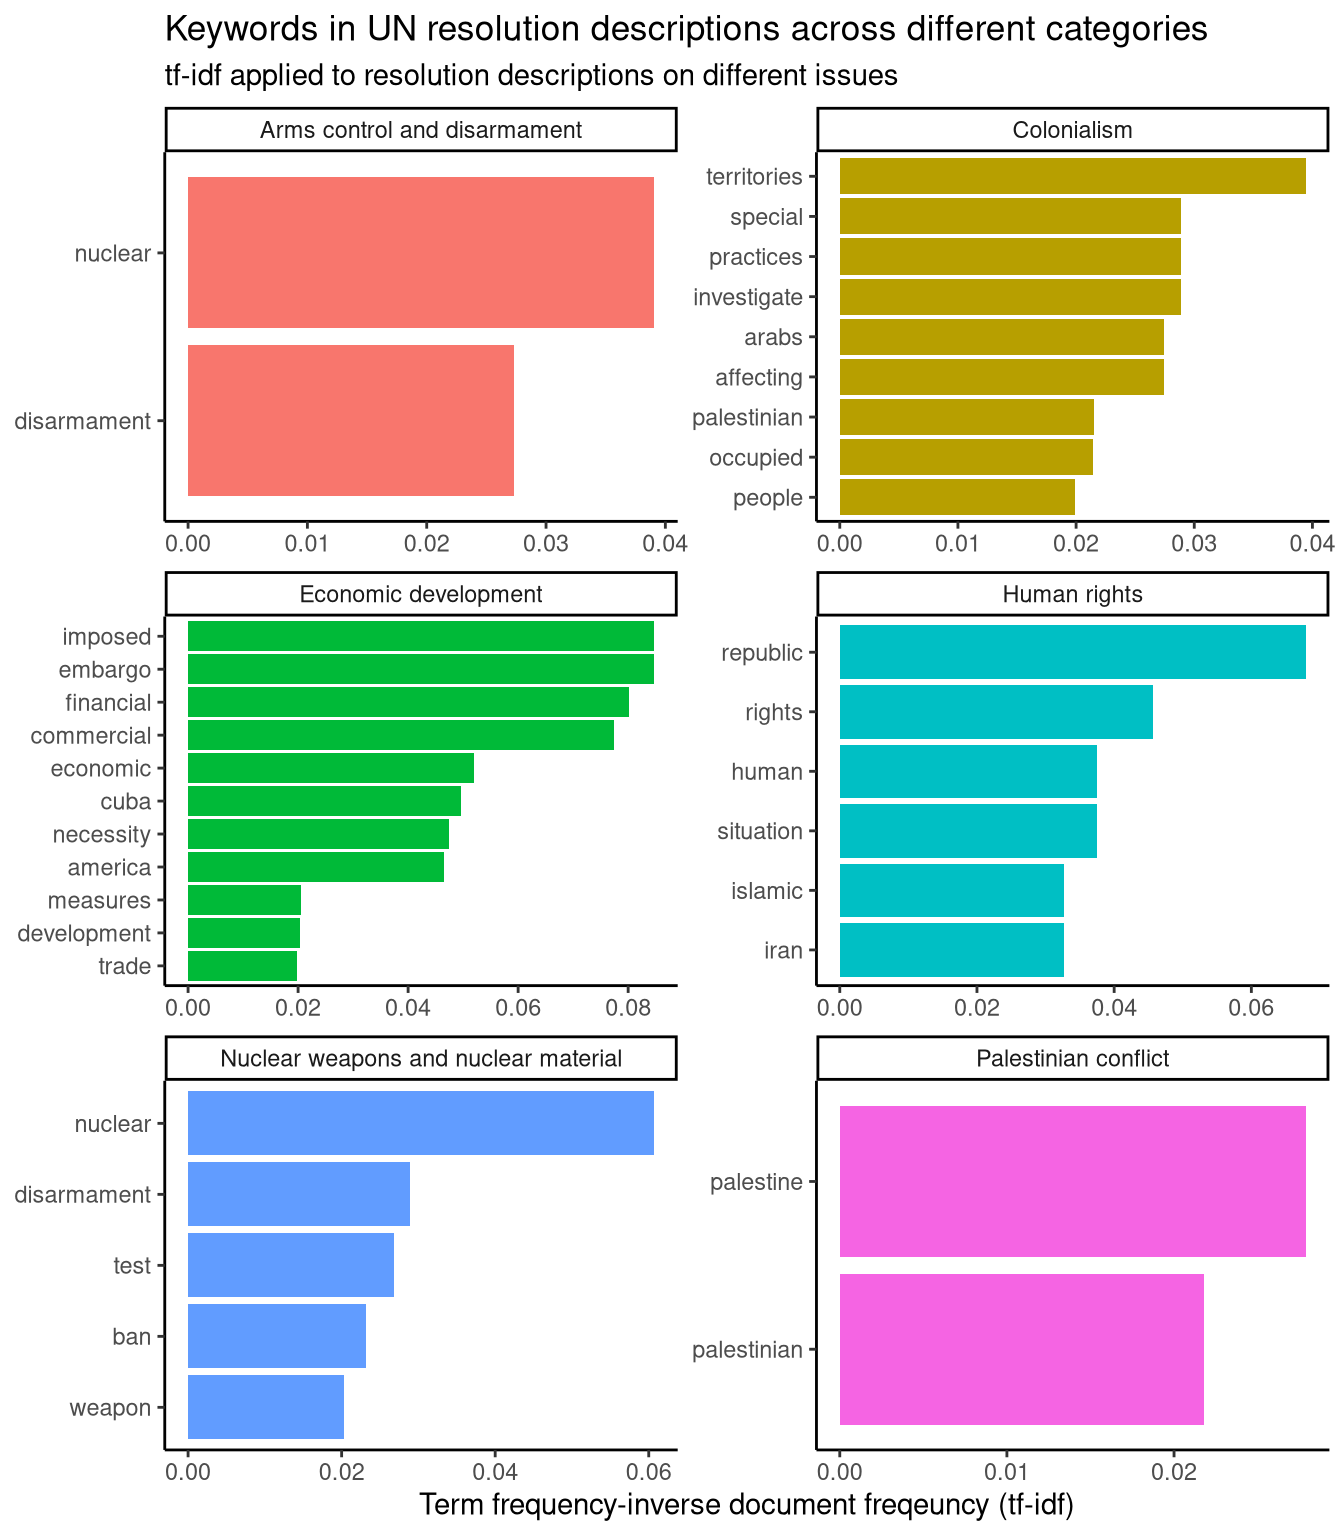 Keywords in UN resolution descriptions across different categories
tf-idf applied to resolution descriptions on different issues
Arms control and disarmament
nuclear
disarmament
0.00 0.01 0.02 0.03 0.04
Colonialism
territories
special
practices
investigate
arabs
affecting
palestinian
occupied
people
0.00 0.01 0.02 0.03 0.04
Economic development
imposed
embargo
financial
commercial
economic
cuba
necessity
america
measures
development
trade
0.00 0.02 0.04 0.06 0.08
Human rights
republic
rights
human
situation
islamic
iran
0.00 0.02 0.04 0.06
Nuclear weapons and nuclear material
nuclear
disarmament
test
ban
weapon
0.00 0.02 0.04 0.06
Palestinian conflict
palestine
palestinian
0.00 0.01 0.02
Term frequency-inverse document freqeuncy (tf-idf)